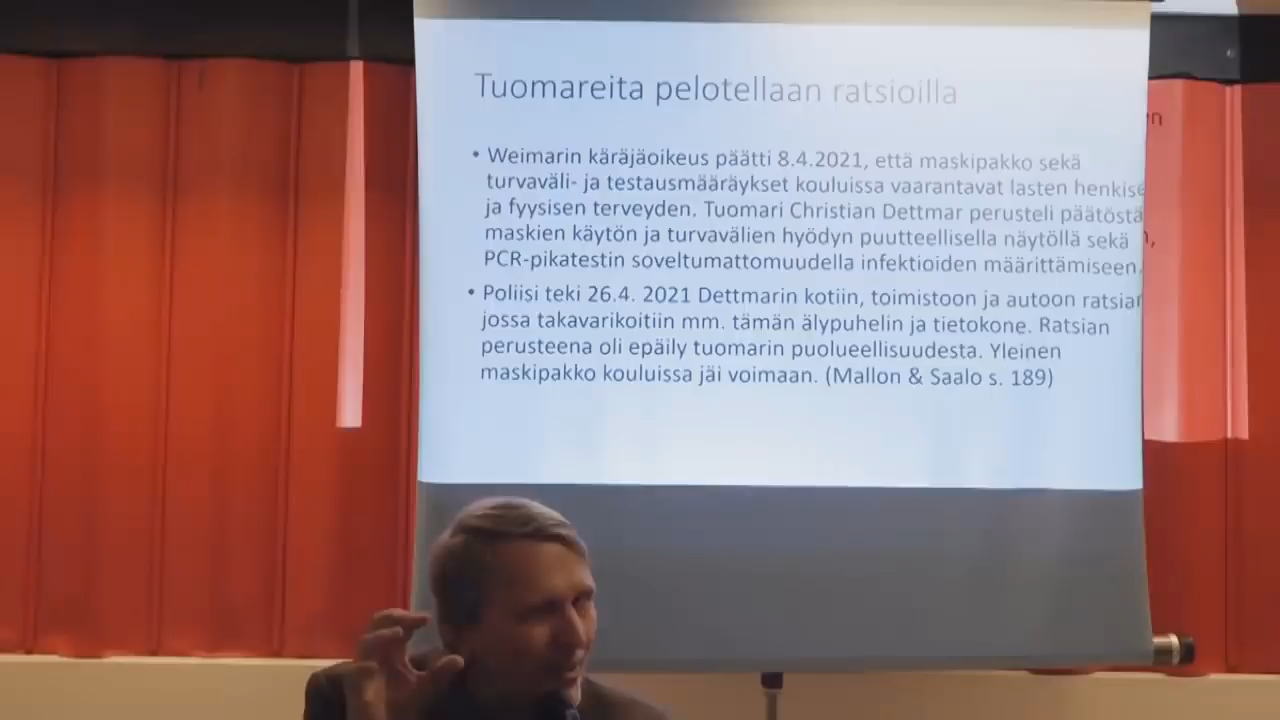 Tuomareita pelotellaan ratsioilla
• Weimarin käräjäoikeus päätti 8.4.2021, että maskipakko sekä
turvaväli- ja testausmääräykset kouluissa vaarantavat lasten henkise
ja fyysisen terveyden. Tuomari Christian Dettmar perusteli päätöstä
maskien käytön ja turvavälien hyödyn puutteellisella näytöllä sekä
PCR-pikatestin soveltumattomuudella infektioiden määrittämiseen.
• Poliisi teki 26.4. 2021 Dettmarin kotiin, toimistoon ja autoon ratsian
jossa takavarikoitiin mm. tämän älypuhelin ja tietokone. Ratsian
perusteena oli epäily tuomarin puolueellisuudesta. Yleinen
maskipakko kouluissa jäi voimaan. (Mallon & Saalo s. 189)